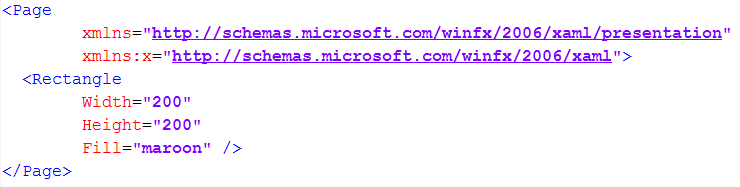 <Page
xmlns="http://schemas.microsoft.com/winfx/2006/xaml/presentation"
xmlns:x="http://schemas.microsoft.com/winfx/2006/xaml">
<Rectangle
Width="200"
Height="200"
Fill="maroon" />
</Page>